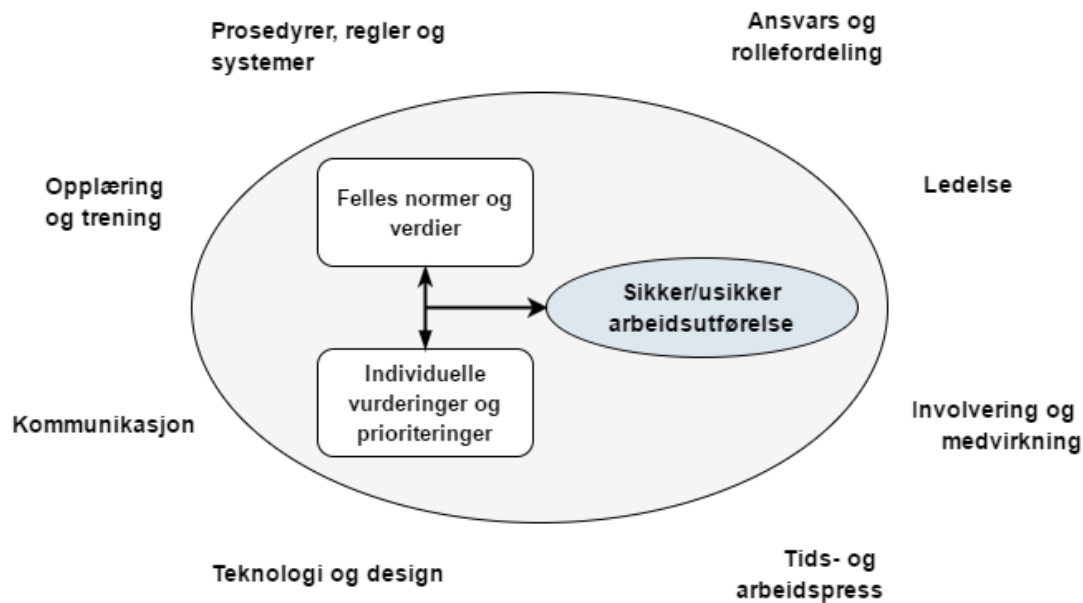 Prosedyrer, regler og
systemer
Ansvars og
rollefordeling
Opplæring
og trening
Ledelse
Felles normer og
verdier
Sikker/usikker
arbeidsutførelse
Individuelle
vurderinger og
prioriteringer
Kommunikasjon
Involvering og
medvirkning
Teknologi og design
Tids- og
arbeidspress